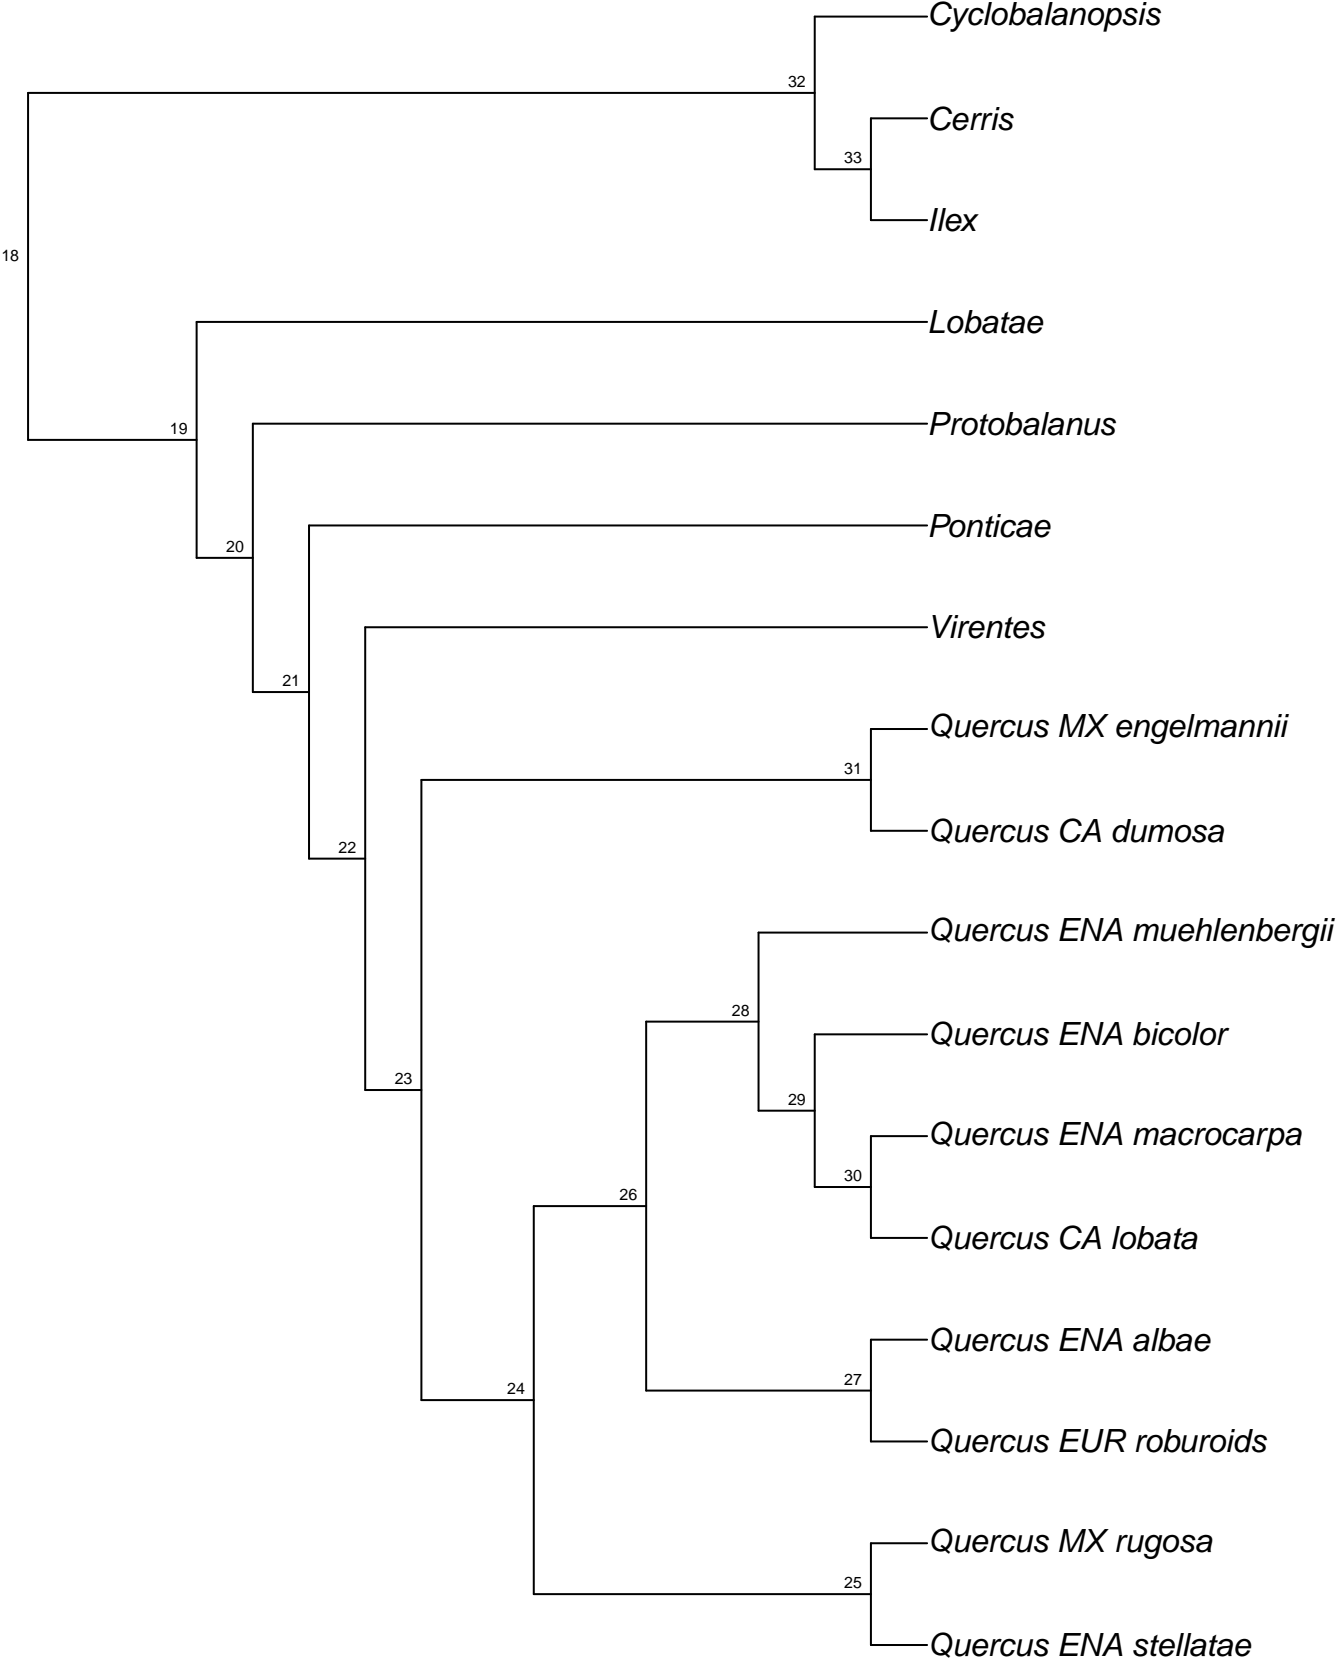 Cyclobalanopsis
32
Cerris
33
Ilex
18
Lobatae
Protobalanus
19
Ponticae
20
Virentes
21
Quercus MX engelmannii
31
Quercus CA dumosa
22
Quercus ENA muehlenbergii
28
Quercus ENA bicolor
23
29
Quercus ENA macrocarpa
30
26
Quercus CA lobata
Quercus ENA albae
27
24
Quercus EUR roburoids
Quercus MX rugosa
25
Quercus ENA stellatae